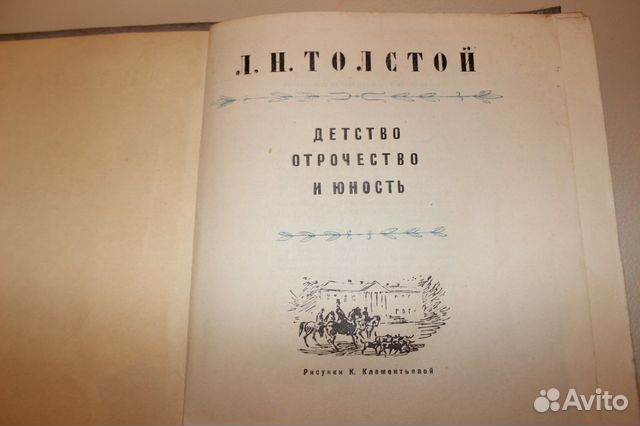 Л. Н. ТОЛСТОЙ
ДЕТСТВО
ОТРОЧЕСТВО
И ЮНОСТЬ
Рисунки К. Клементьевой
Avito